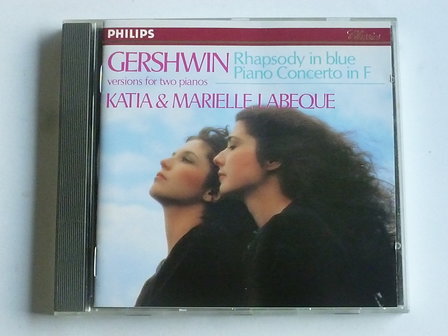 PHILIPS
GERSHWIN
Rhapsody in blue
Piano Concerto in F
versions for two pianos
KATIA & MARIELLE LABEQUE